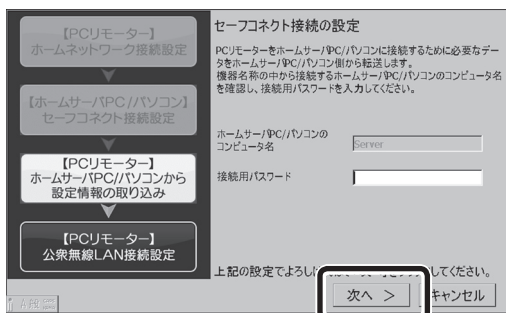 【PCリモーター】
ホームネットワーク接続設定
【ホームサーバPC/パソコン】
セーフコネクト接続設定
【PCリモーター】
ホームサーバPC/パソコンから
設定情報の取り込み
【PCリモーター】
公衆無線LAN接続設定
セーフコネクト接続の設定
PCリモーターをホームサーバPC/パソコンに接続するために必要なデー
タをホームサーバPC/パソコン側から転送します。
機器名称の中から接続するホームサーバPC/パソコンのコンピュータ名
を確認し、接続用パスワードを入力してください。
ホームサーバPC/パソコンの
コンピュータ名
Server
接続用パスワード
上記の設定でよろし
してください。
次へ >
キャンセル